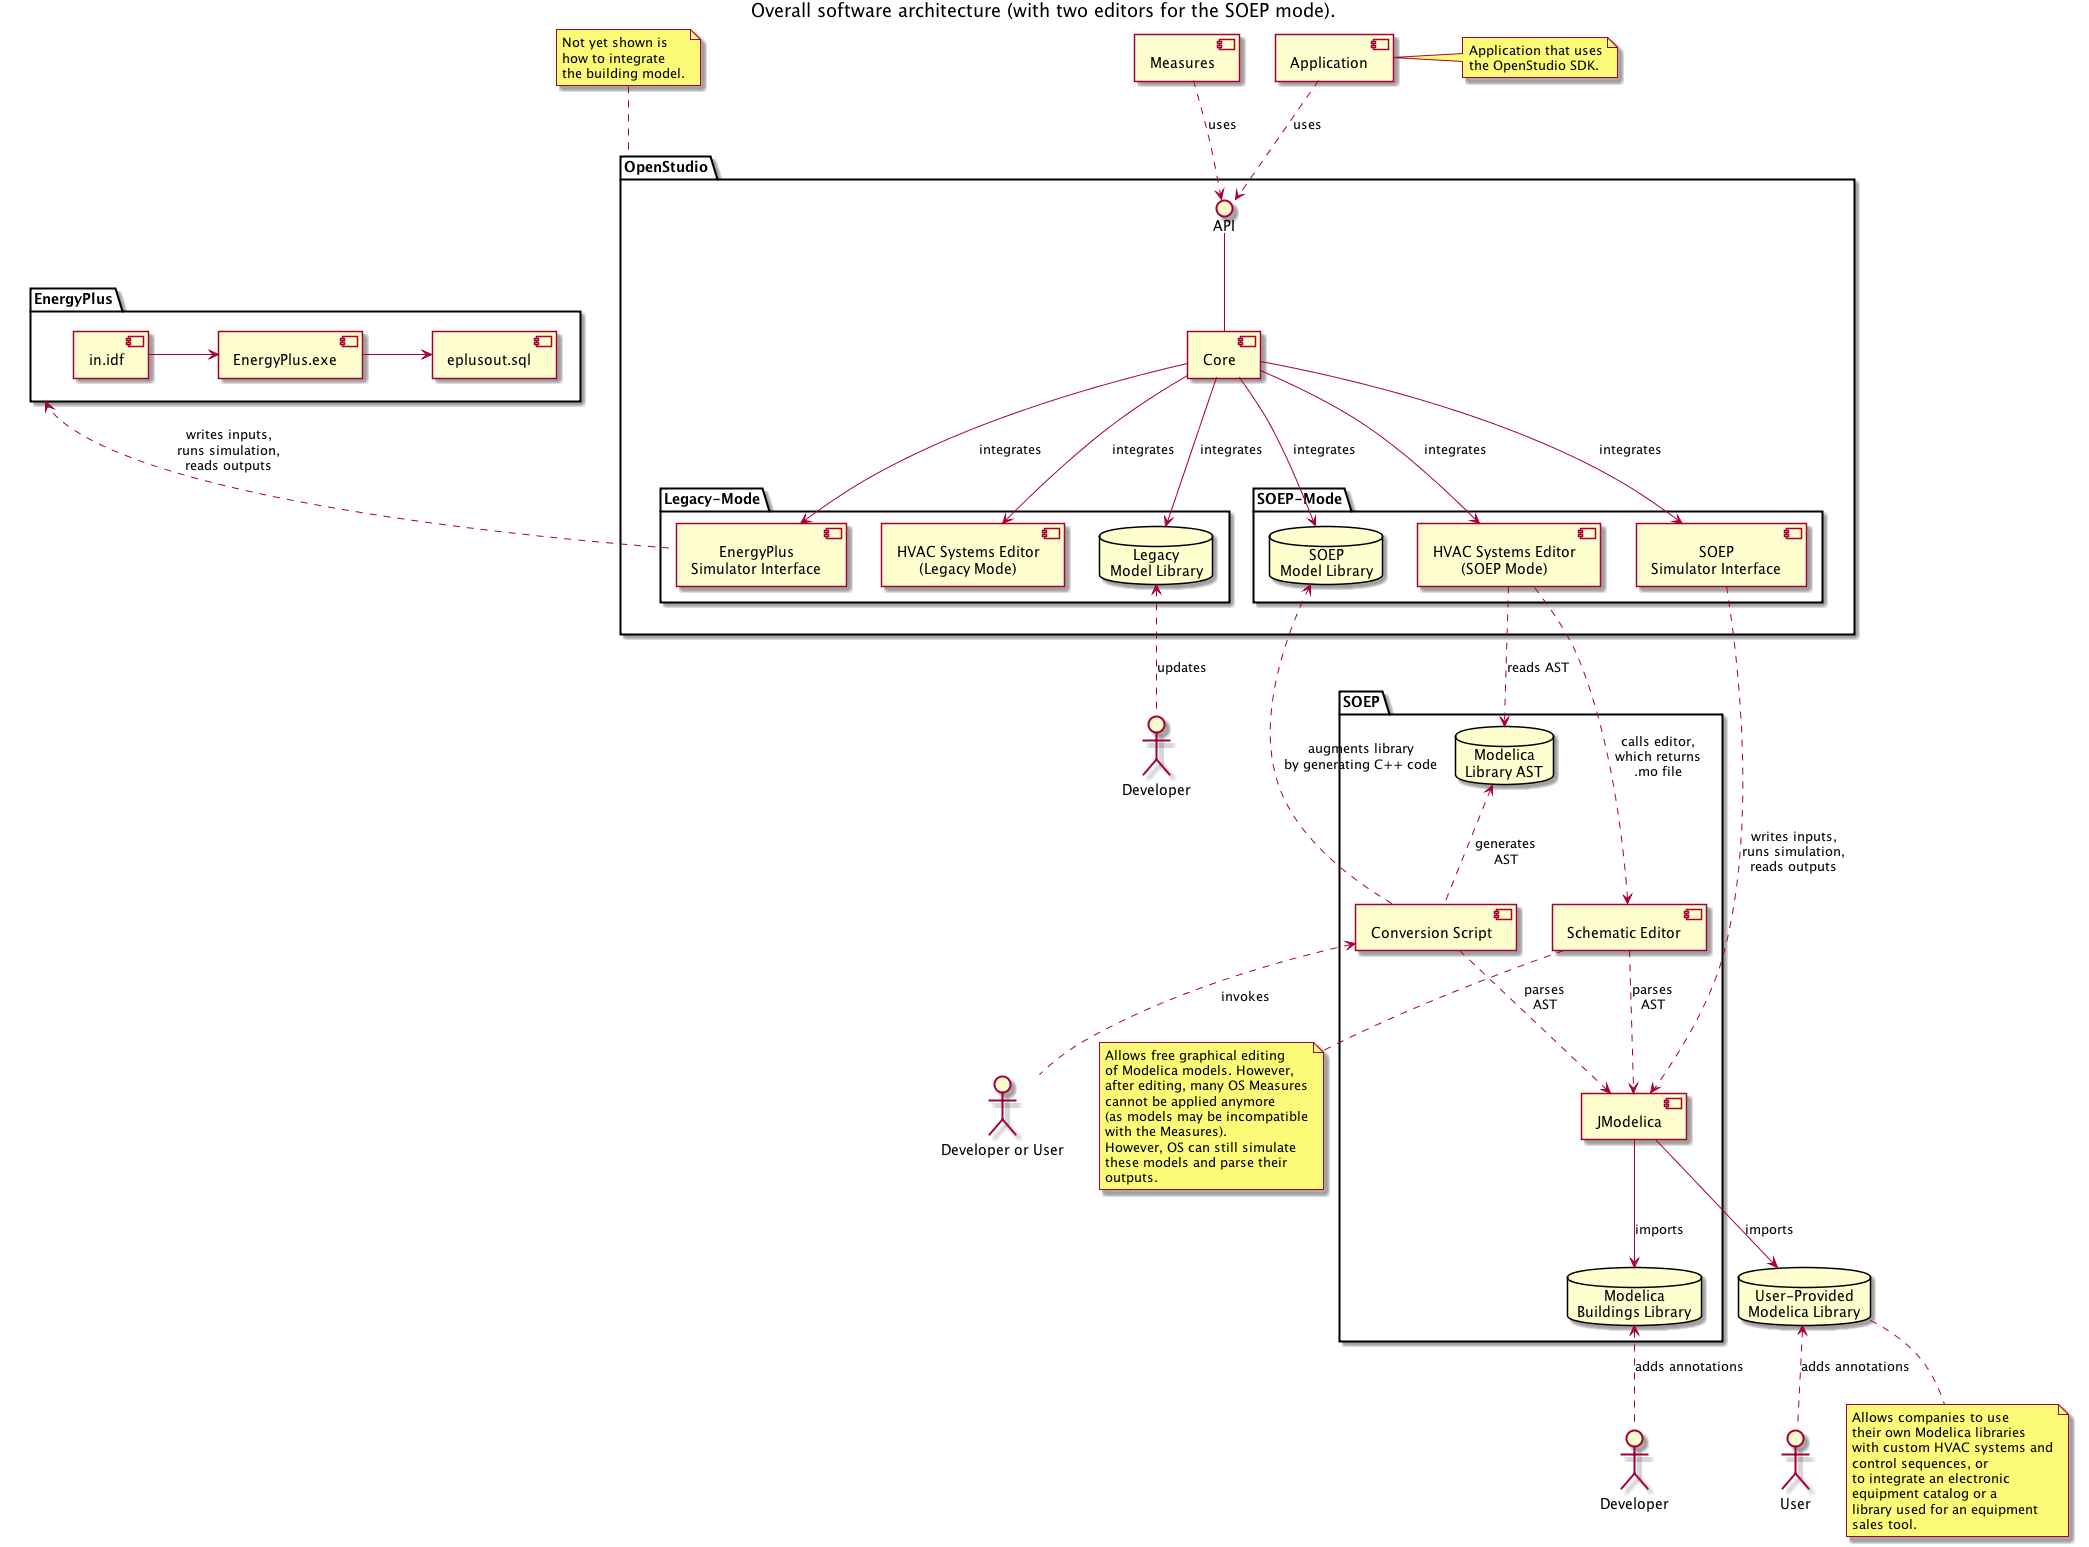 Overall software architecture (with two editors for the SOEP mode).
Not yet shown is
how to integrate
the building model.
Measures
Application
Application that uses
the OpenStudio SDK.
uses
uses
OpenStudio
API
EnergyPlus
in.idf
EnergyPlus.exe
eplusout.sql
Core
writes inputs,
runs simulation,
reads outputs
integrates
integrates
integrates
integrates
integrates
integrates
Legacy-Mode
EnergyPlus
Simulator Interface
HVAC Systems Editor
(Legacy Mode)
Legacy
Model Library
SOEP-Mode
SOEP
Model Library
HVAC Systems Editor
(SOEP Mode)
SOEP
Simulator Interface
updates
reads AST
Developer
SOEP
augments library
by generating C++ code
Modelica
Library AST
calls editor,
which returns
.mo file
generates
AST
writes inputs,
runs simulation,
reads outputs
Conversion Script
Schematic Editor
invokes
parses
AST
parses
AST
Developer or User
Allows free graphical editing
of Modelica models. However,
after editing, many OS Measures
cannot be applied anymore
(as models may be incompatible
with the Measures).
However, OS can still simulate
these models and parse their
outputs.
JModelica
imports
imports
Modelica
Buildings Library
User-Provided
Modelica Library
adds annotations
adds annotations
Developer
User
Allows companies to use
their own Modelica libraries
with custom HVAC systems and
control sequences, or
to integrate an electronic
equipment catalog or a
library used for an equipment
sales tool.